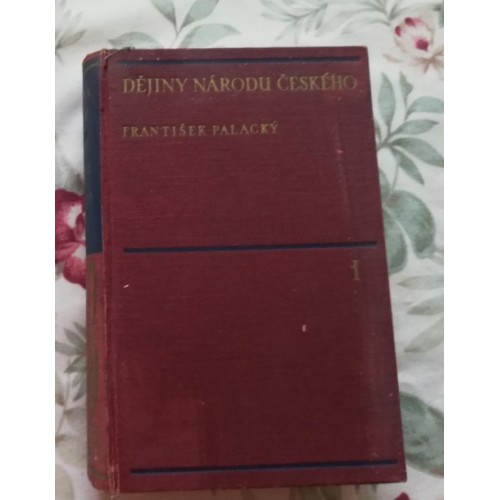 DĚJINY NÁRODU ČESKÉHO
FRANTIŠEK PALACKÝ
1